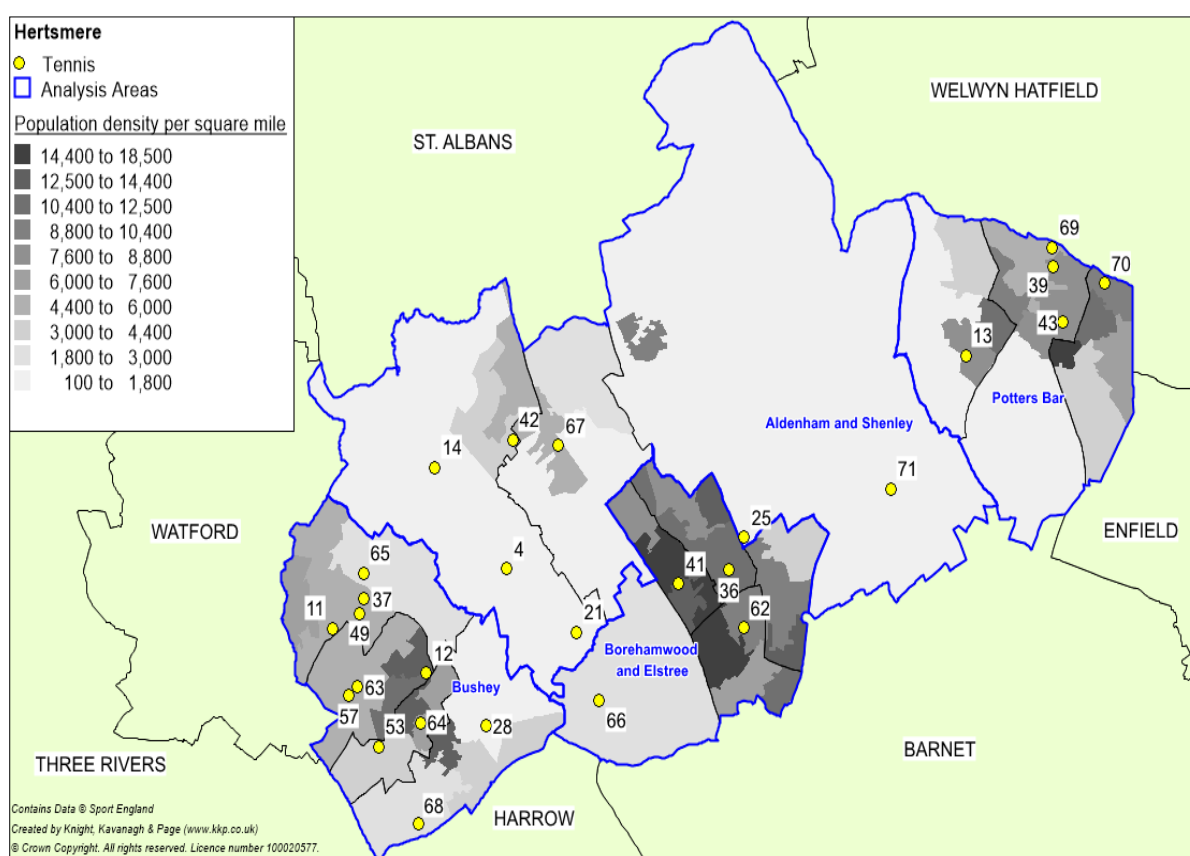 Hertsmere
Tennis
Analysis Areas
Population density per square mile
14,400 to 18,500
12,500 to 14,400
10,400 to 12,500
8,800 to 10,400
7,600 to 8,800
6,000 to 7,600
4,400 to 6,000
3,000 to 4,400
1,800 to 3,000
100 to 1,800
WELWYN HATFIELD
ST. ALBANS
69
70
39
43
13
Potters Bar
Aldenham and Shenley
42
67
14
71
WATFORD
25
ENFIELD
65
4
41
36
37
11
49
21
62
Borehamwood
and Elstree
12
Bushey
63
57
53
64
28
66
BARNET
THREE RIVERS
68
HARROW
Contains Data © Sport England
Created by Knight, Kavanagh & Page (www.kkp.co.uk)
© Crown Copyright. All rights reserved. Licence number 100020577.